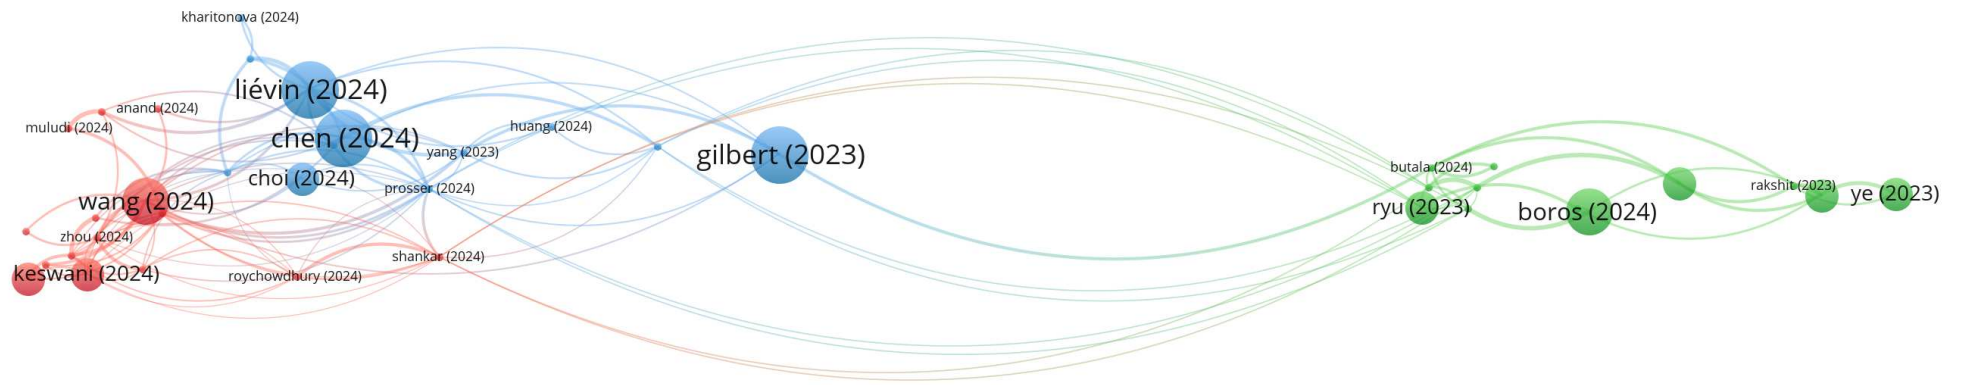 kharitonova (2024)
liévin (2024)
anand (2024)
muludi (2024)
chen (2024)
huang (2024)
yang (2023)
gilbert (2023)
choi (2024)
prosser (2024)
wang (2024)
zhou (2024)
shankar (2024)
keswani (2024)
roychowdhury (2024)
butala (2024)
ryu (2023)
boros (2024)
rakshit (2023)
ye (2023)